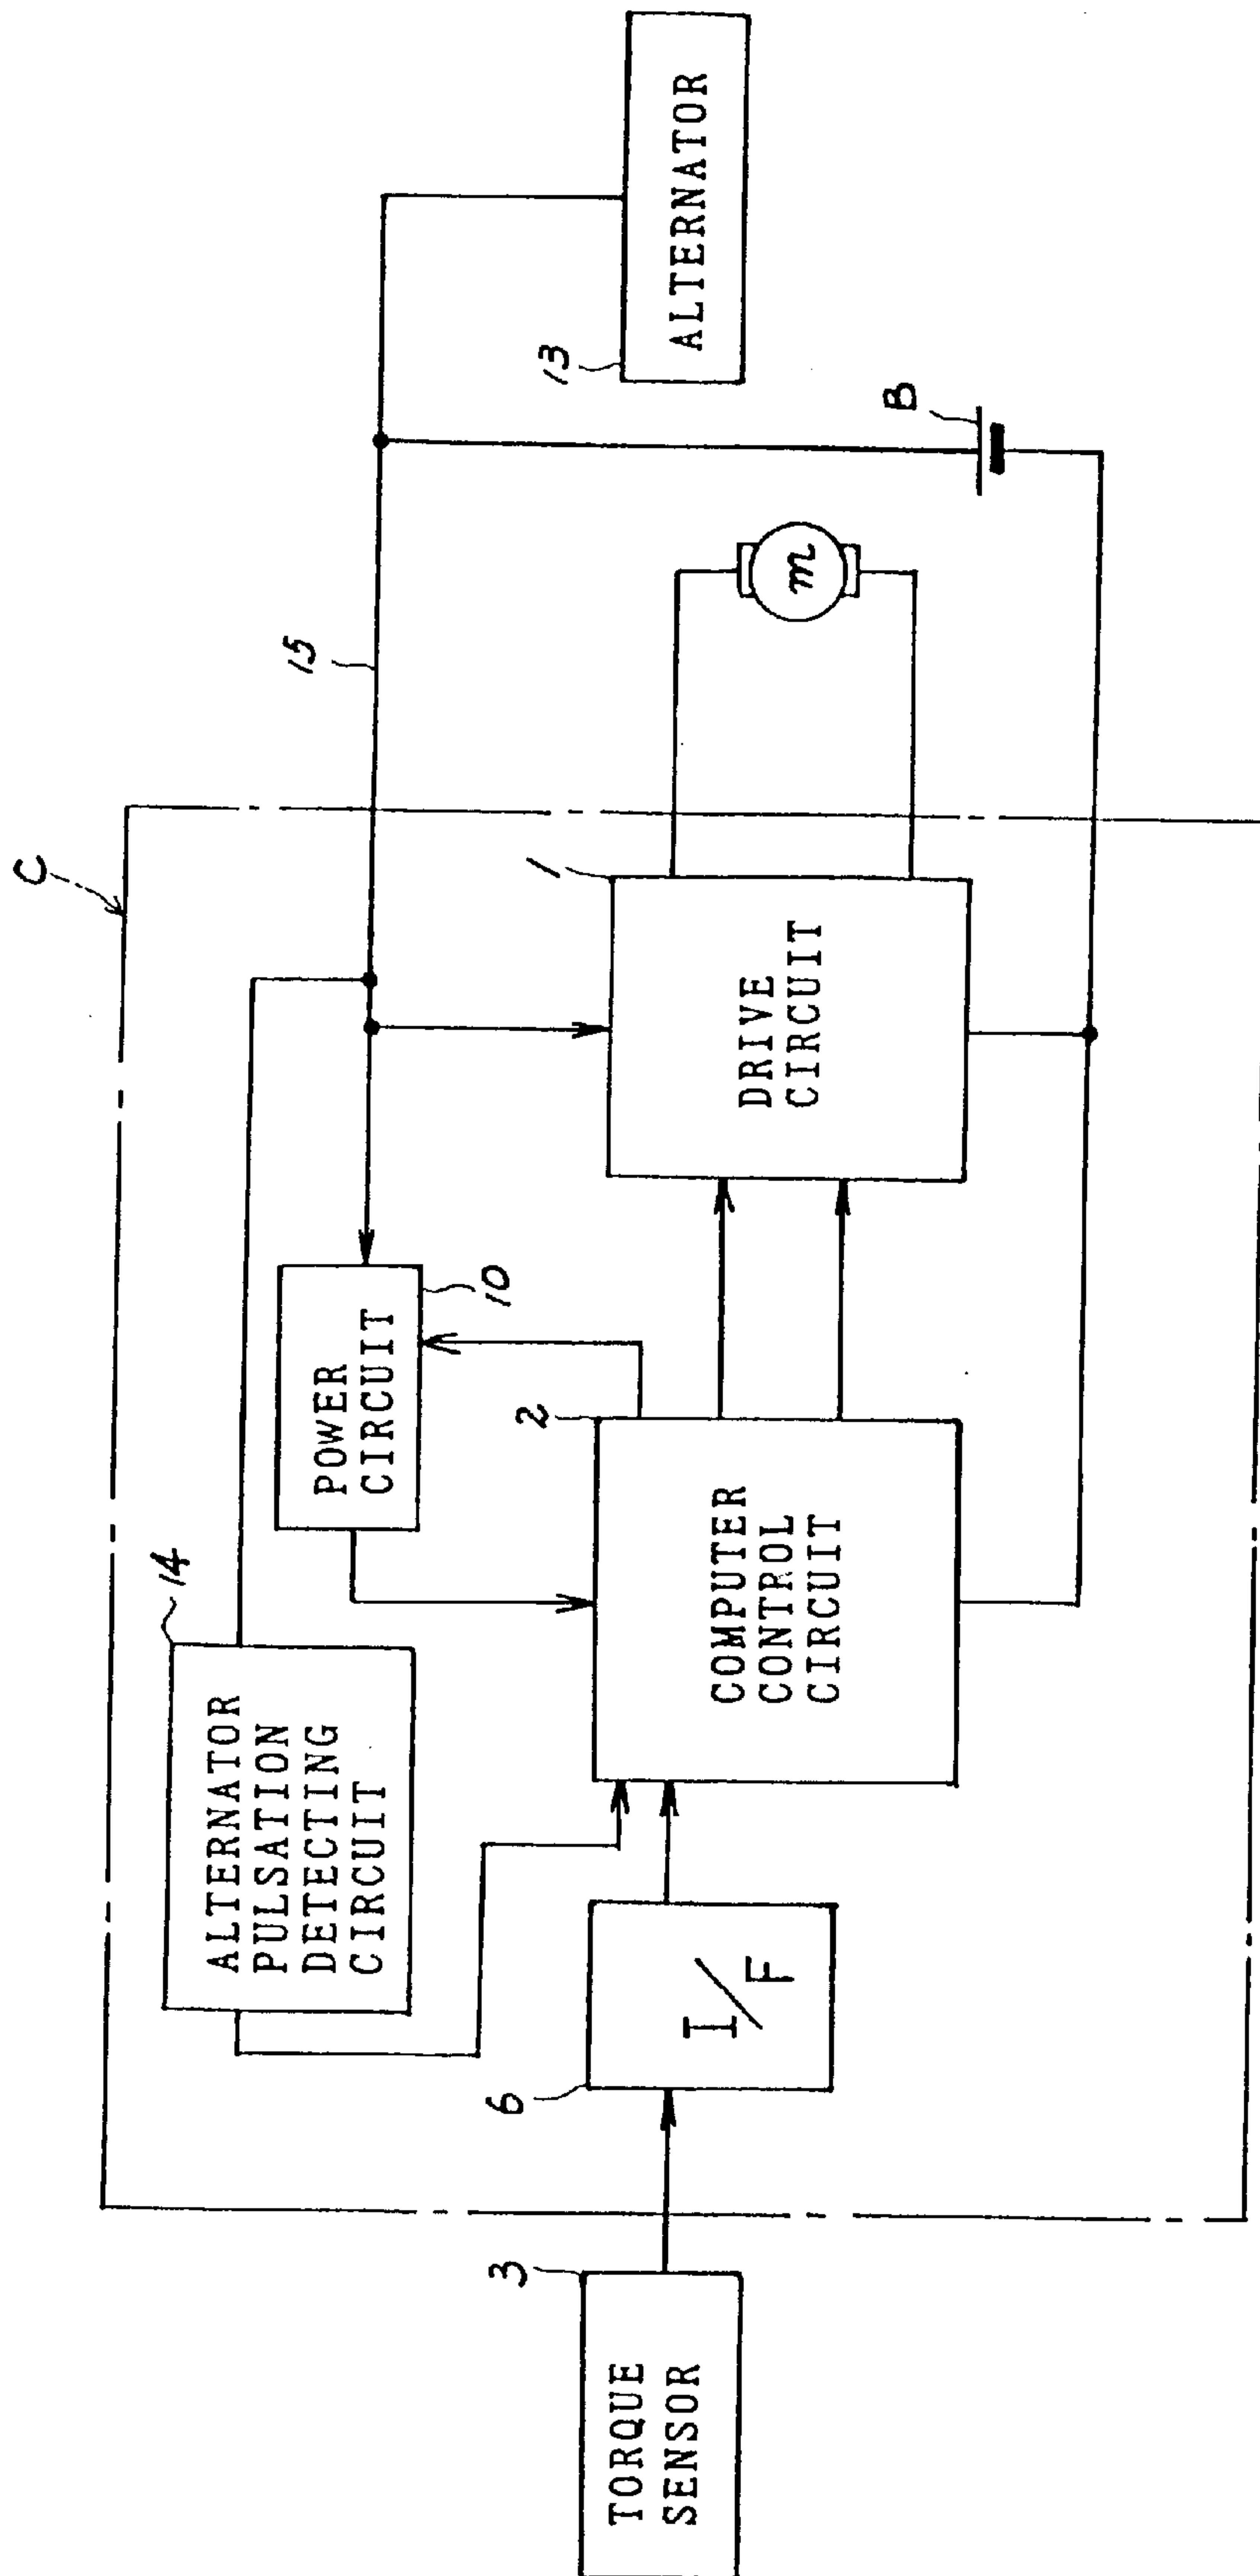 C
14
ALTERNATOR
PULSATION
DETECTING
CIRCUIT
POWER
CIRCUIT
10
15
3
TORQUE
SENSOR
6
I/F
2
COMPUTER
CONTROL
CIRCUIT
1
DRIVE
CIRCUIT
m
B
13
ALTERNATOR